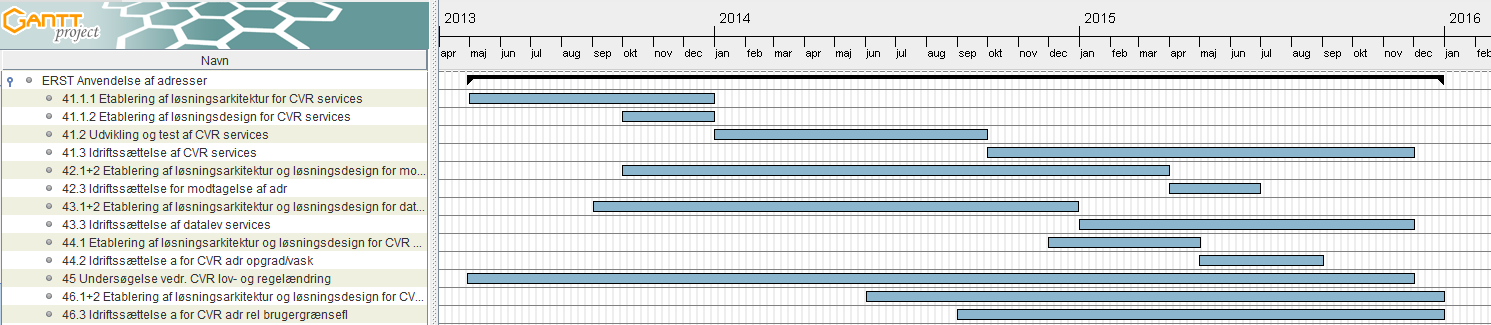 GANTT project
2013 2014 2015 2016
apr maj jun jul aug sep okt nov dec jan feb mar apr maj jun jul aug sep okt nov dec jan feb mar apr maj jun jul aug sep okt nov dec jan feb
Navn
ERST Anvendelse af adresser
41.1.1 Etablering af løsningsarkitektur for CVR services
41.1.2 Etablering af løsningsdesign for CVR services
41.2 Udvikling og test af CVR services
41.3 Idriftssættelse af CVR services
42.1+2 Etablering af løsningsarkitektur og løsningsdesign for mo...
42.3 Idriftssættelse for modtagelse af adr
43.1+2 Etablering af løsningsarkitektur og løsningsdesign for dat...
43.3 Idriftssættelse af datalev services
44.1 Etablering af løsningsarkitektur og løsningsdesign for CVR ...
44.2 Idriftssættelse a for CVR adr opgrad/vask
45 Undersøgelse vedr. CVR lov- og regelændring
46.1+2 Etablering af løsningsarkitektur og løsningsdesign for CV...
46.3 Idriftssættelse a for CVR adr rel brugergrænsefl